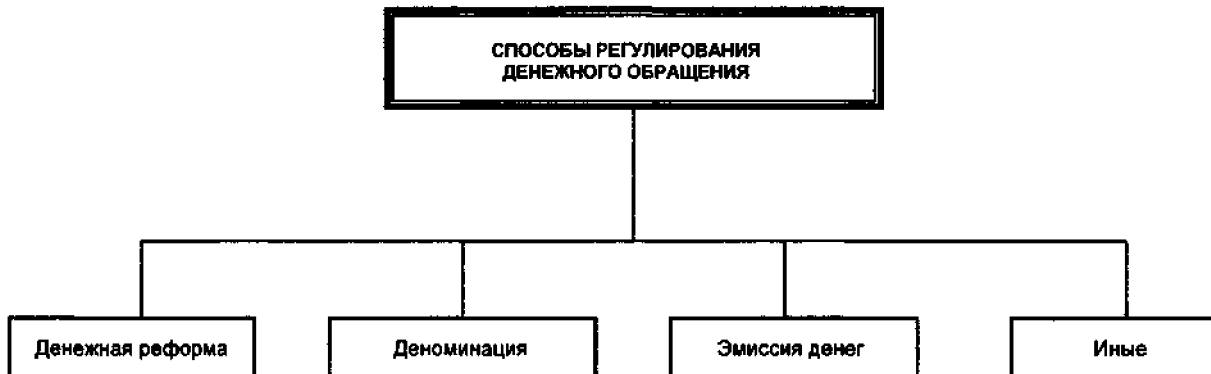 СПОСОБЫ РЕГУЛИРОВАНИЯ
ДЕНЕЖНОГО ОБРАЩЕНИЯ
Денежная реформа
Деноминация
Эмиссия денег
Иные